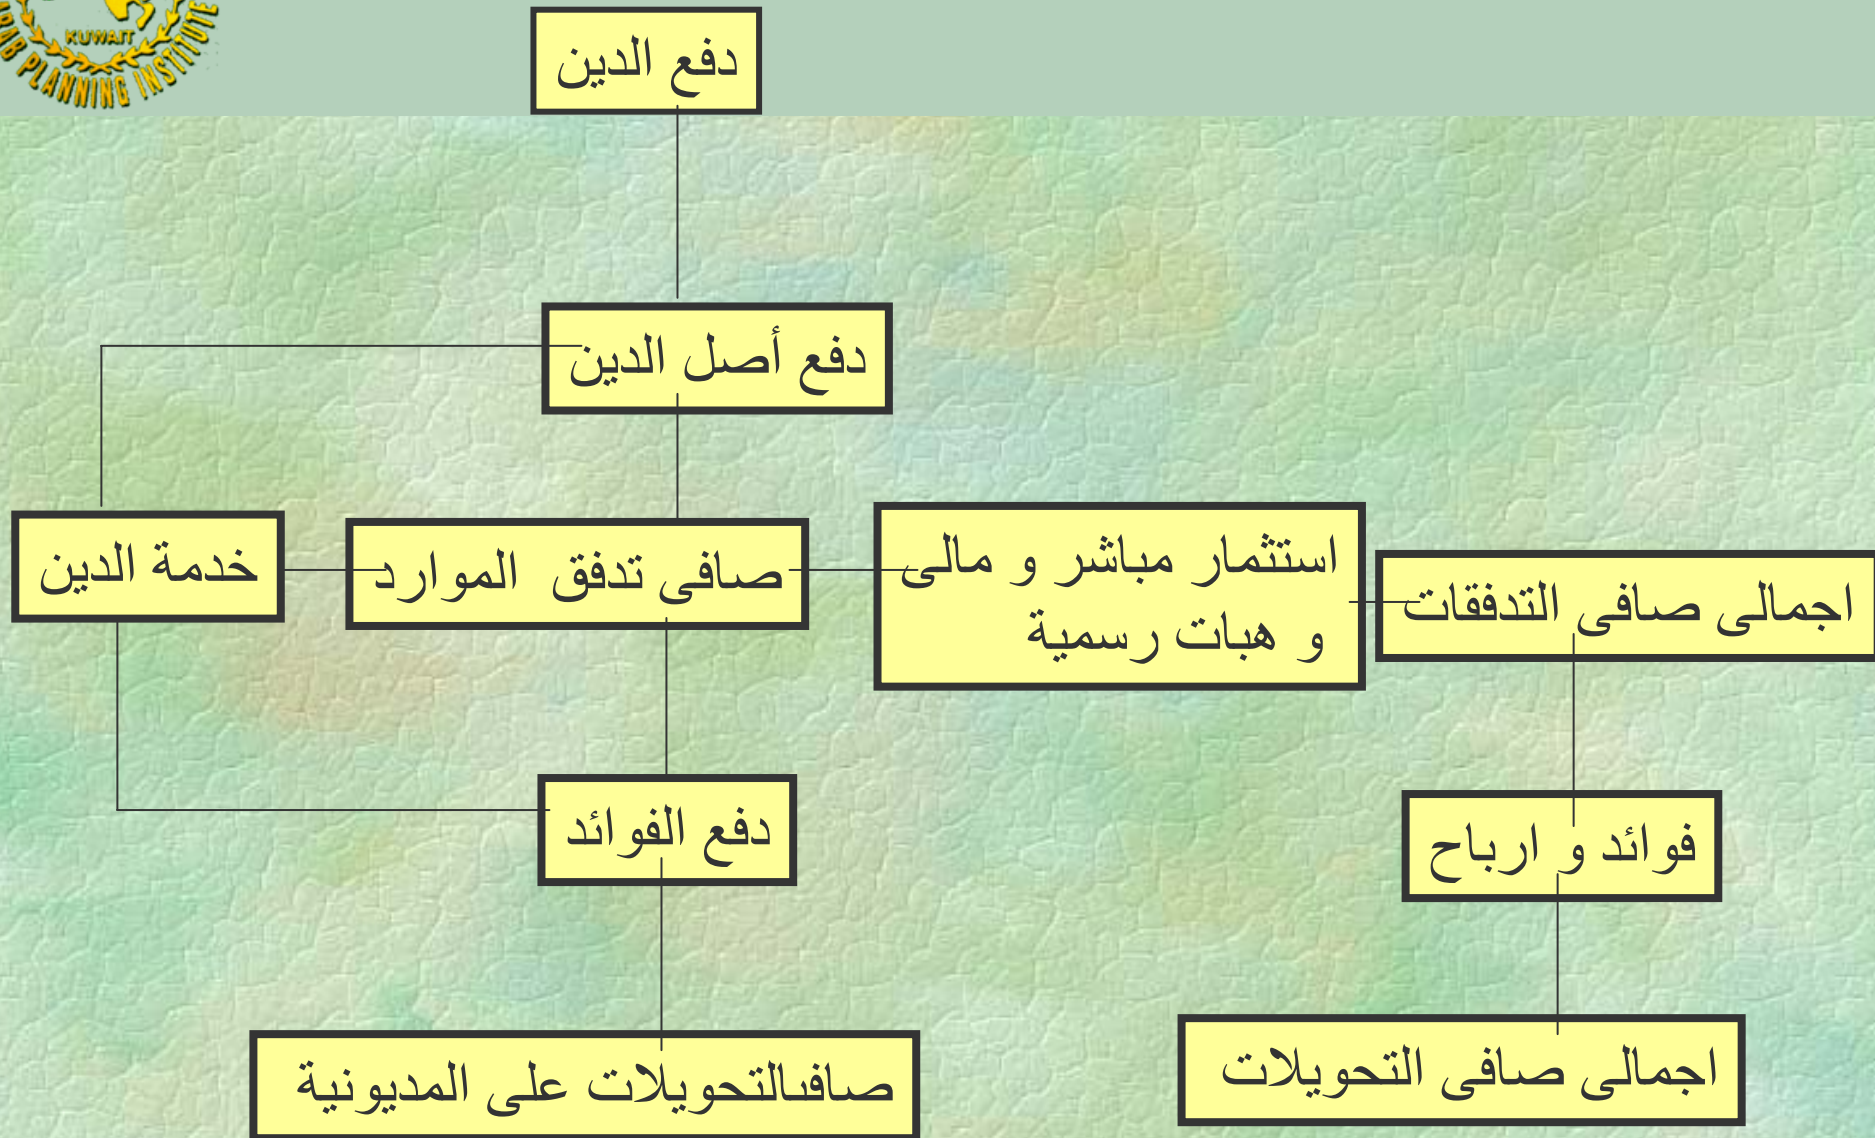 KUWAIT
ARAB PLANNING INSTITUTE
دفع الدين
دفع أصل الدين
اجمالى صافى التدفقات
استثمار مباشر و مالى
و هبات رسمية
صافى تدفق الموارد
خدمة الدين
فوائد و ارباح
دفع الفوائد
اجمالى صافى التحويلات
صافىالتحويلات على المديونية